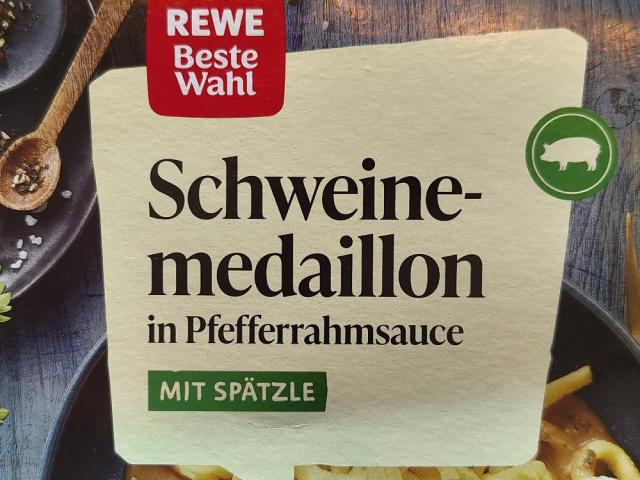 REWE
Beste
Wahl
Schweine-
medaillon
in Pfefferrahmsauce
MIT SPÄTZLE